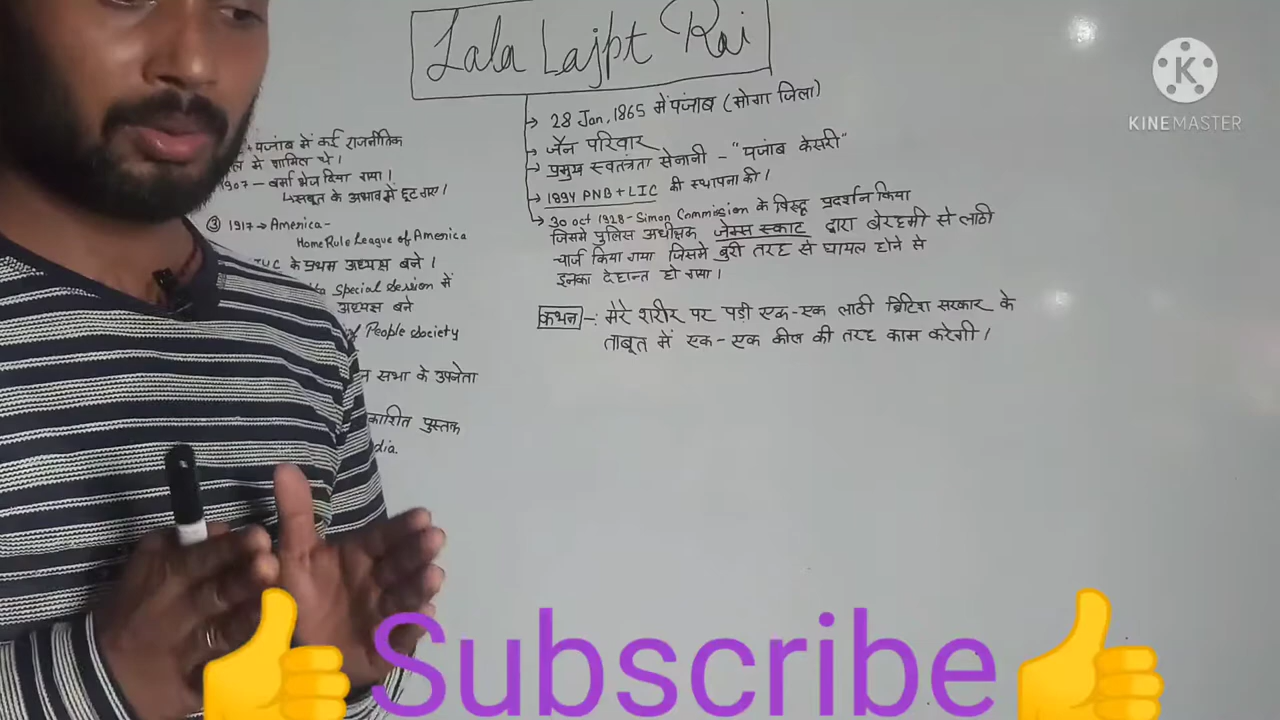 Lala Lajpt Rai
→ 28 Jan, 1865 में पंजाब (मोगा जिला)
→ जैन परिवार
→ प्रमुख स्वतंत्रता सेनानी - "पंजाब केसरी"
→ 1894 PNB + LIC की स्थापना की।
→ 30 oct 1928 - Simon Commission के विरुद्ध प्रदर्शन किया
जिसमे पुलिस अधीक्षक जेम्स स्काट द्वारा बेरहमी से लाठी
चार्ज किया गया जिसमे बुरी तरह से घायल होने से
इनका देहान्त हो गया।
कथन -: मेरे शरीर पर पड़ी एक-एक लाठी ब्रिटिश सरकार के
ताबूत में एक-एक कील की तरह काम करेगी।
पंजाब में कई राजनीतिक
में शामिल थे।
1907 — बर्मा भेज दिया गया।
↳ सबूत के अभाव में छूट गए।
③ 1917 → America -
Home Rule League of America
के प्रथम अध्यक्ष बने।
Special Session में
अध्यक्ष बने
People Society
सभा के उपनेता
पुस्तक
KINEMASTER
Subscribe